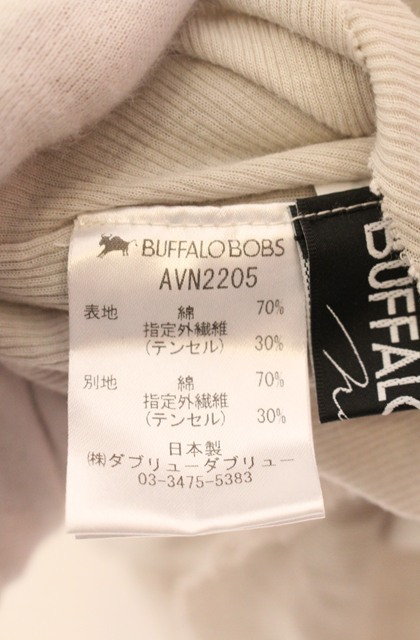 BUFFALO BOBS
AVN2205
表地 綿 70%
指定外繊維
(テンセル) 30%
別地 綿 70%
指定外繊維
(テンセル) 30%
日本製
㈱ダブリューダブリュー
03-3475-5383
BUFFALO